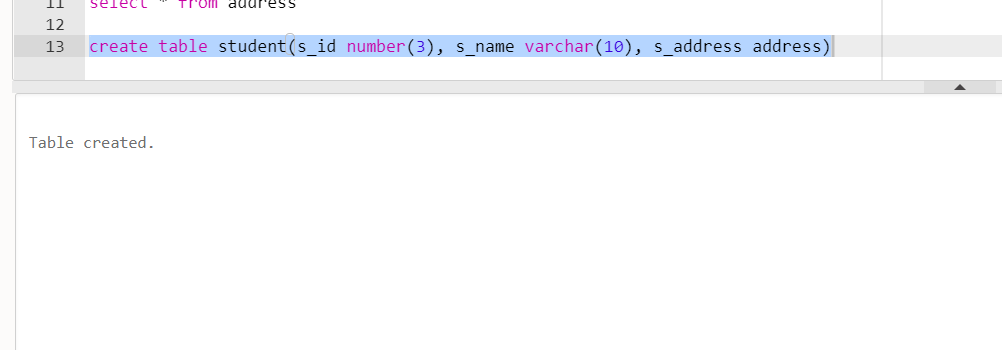 11 select * from address
12
13 create table student(s_id number(3), s_name varchar(10), s_address address)
Table created.